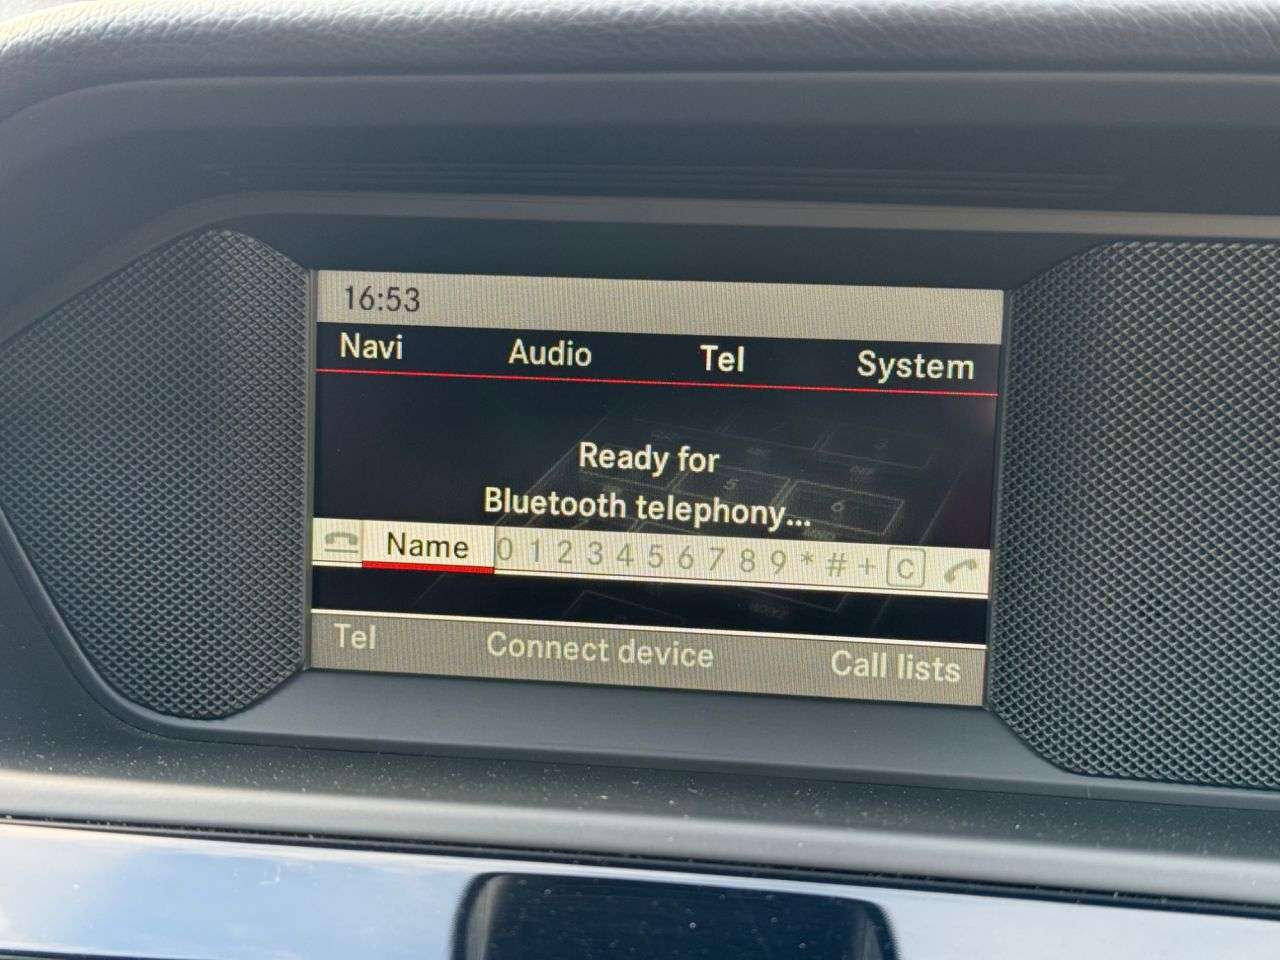 16:53
Navi Audio Tel System
Ready for
Bluetooth telephony...
Name 0 1 2 3 4 5 6 7 8 9 * # + C
Tel Connect device Call lists